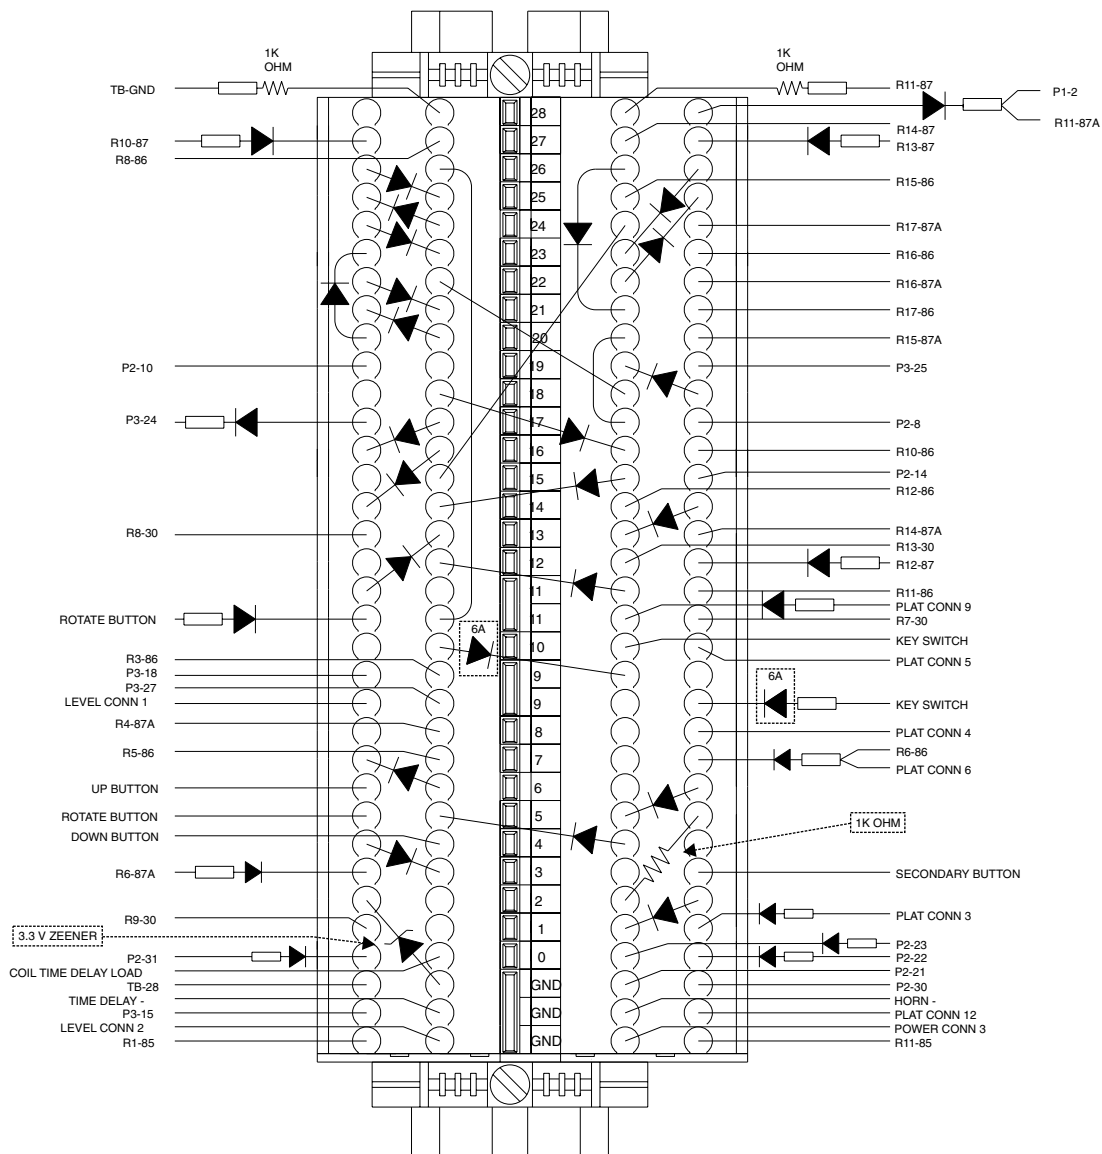 1K
OHM
TB-GND
R10-87
R8-86
P2-10
P3-24
R8-30
ROTATE BUTTON
R3-86
P3-18
P3-27
LEVEL CONN 1
R4-87A
R5-86
UP BUTTON
ROTATE BUTTON
DOWN BUTTON
R6-87A
R9-30
3.3 V ZEENER
P2-31
COIL TIME DELAY LOAD
TB-28
TIME DELAY -
P3-15
LEVEL CONN 2
R1-85
6A
28
27
26
25
24
23
22
21
20
19
18
17
16
15
14
13
12
11
11
10
9
9
8
7
6
5
4
3
2
1
0
GND
GND
GND
1K
OHM
R11-87
P1-2
R11-87A
R14-87
R13-87
R15-86
R17-87A
R16-86
R16-87A
R17-86
R15-87A
P3-25
P2-8
R10-86
P2-14
R12-86
R14-87A
R13-30
R12-87
R11-86
PLAT CONN 9
R7-30
KEY SWITCH
PLAT CONN 5
6A
KEY SWITCH
PLAT CONN 4
R6-86
PLAT CONN 6
1K OHM
SECONDARY BUTTON
PLAT CONN 3
P2-23
P2-22
P2-21
P2-30
HORN -
PLAT CONN 12
POWER CONN 3
R11-85